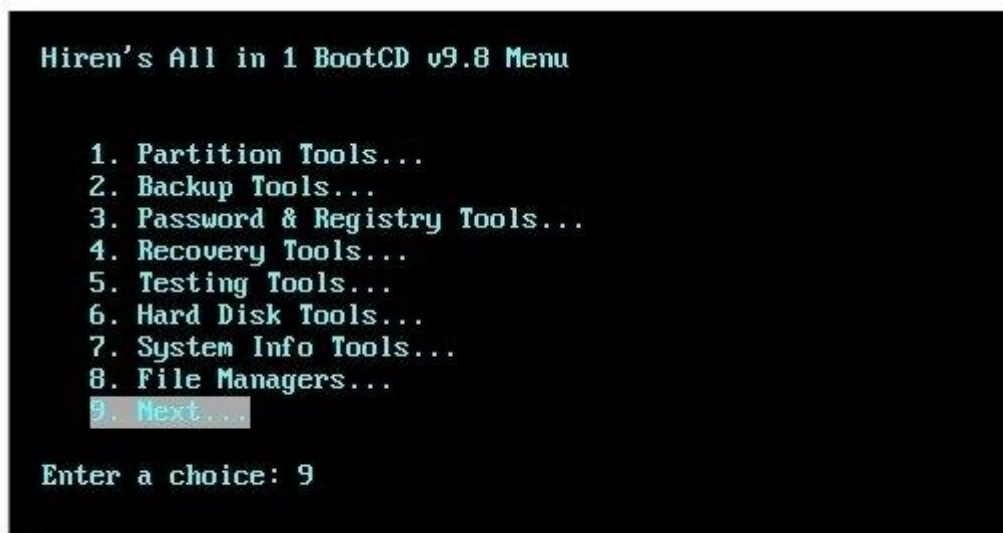 Hiren's All in 1 BootCD v9.8 Menu
1. Partition Tools...
2. Backup Tools...
3. Password & Registry Tools...
4. Recovery Tools...
5. Testing Tools...
6. Hard Disk Tools...
7. System Info Tools...
8. File Managers...
9. Next...
Enter a choice: 9